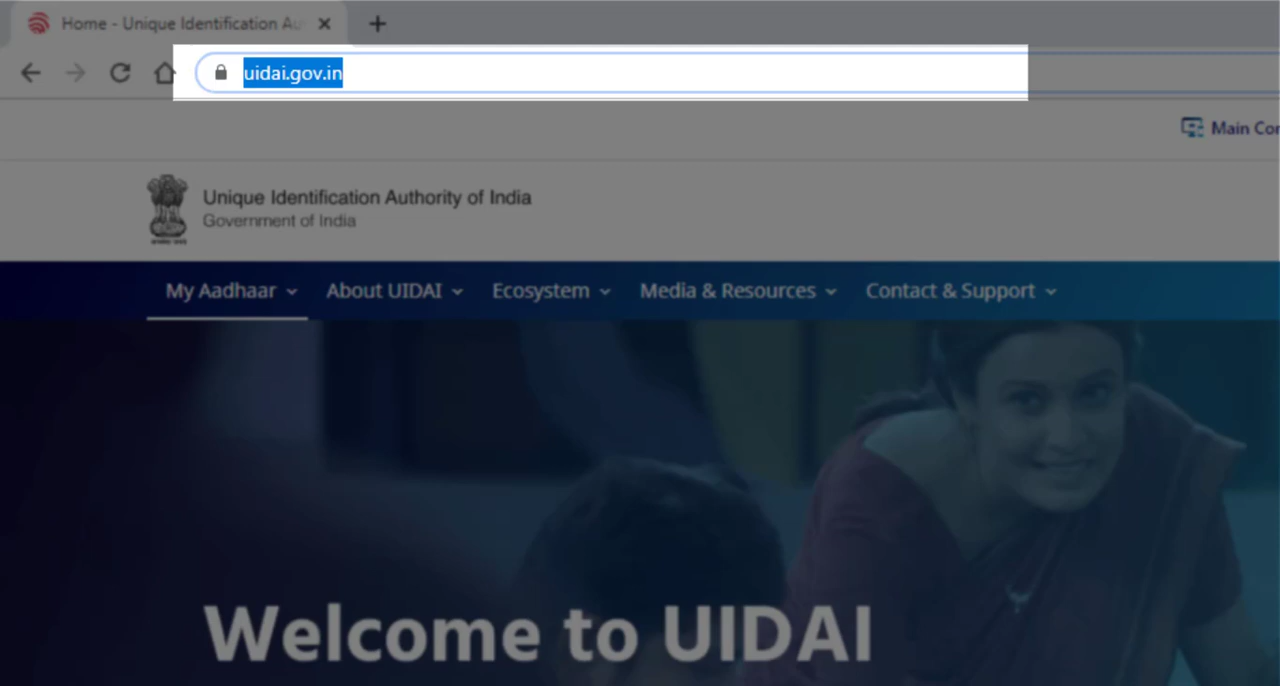 Home - Unique Identification Au
uidai.gov.in
Main Cor
Unique Identification Authority of India
Government of India
My Aadhaar About UIDAI Ecosystem Media & Resources Contact & Support
Welcome to UIDAI